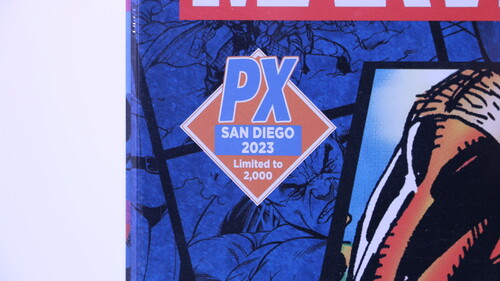 PX
SAN DIEGO
2023
Limited to
2,000